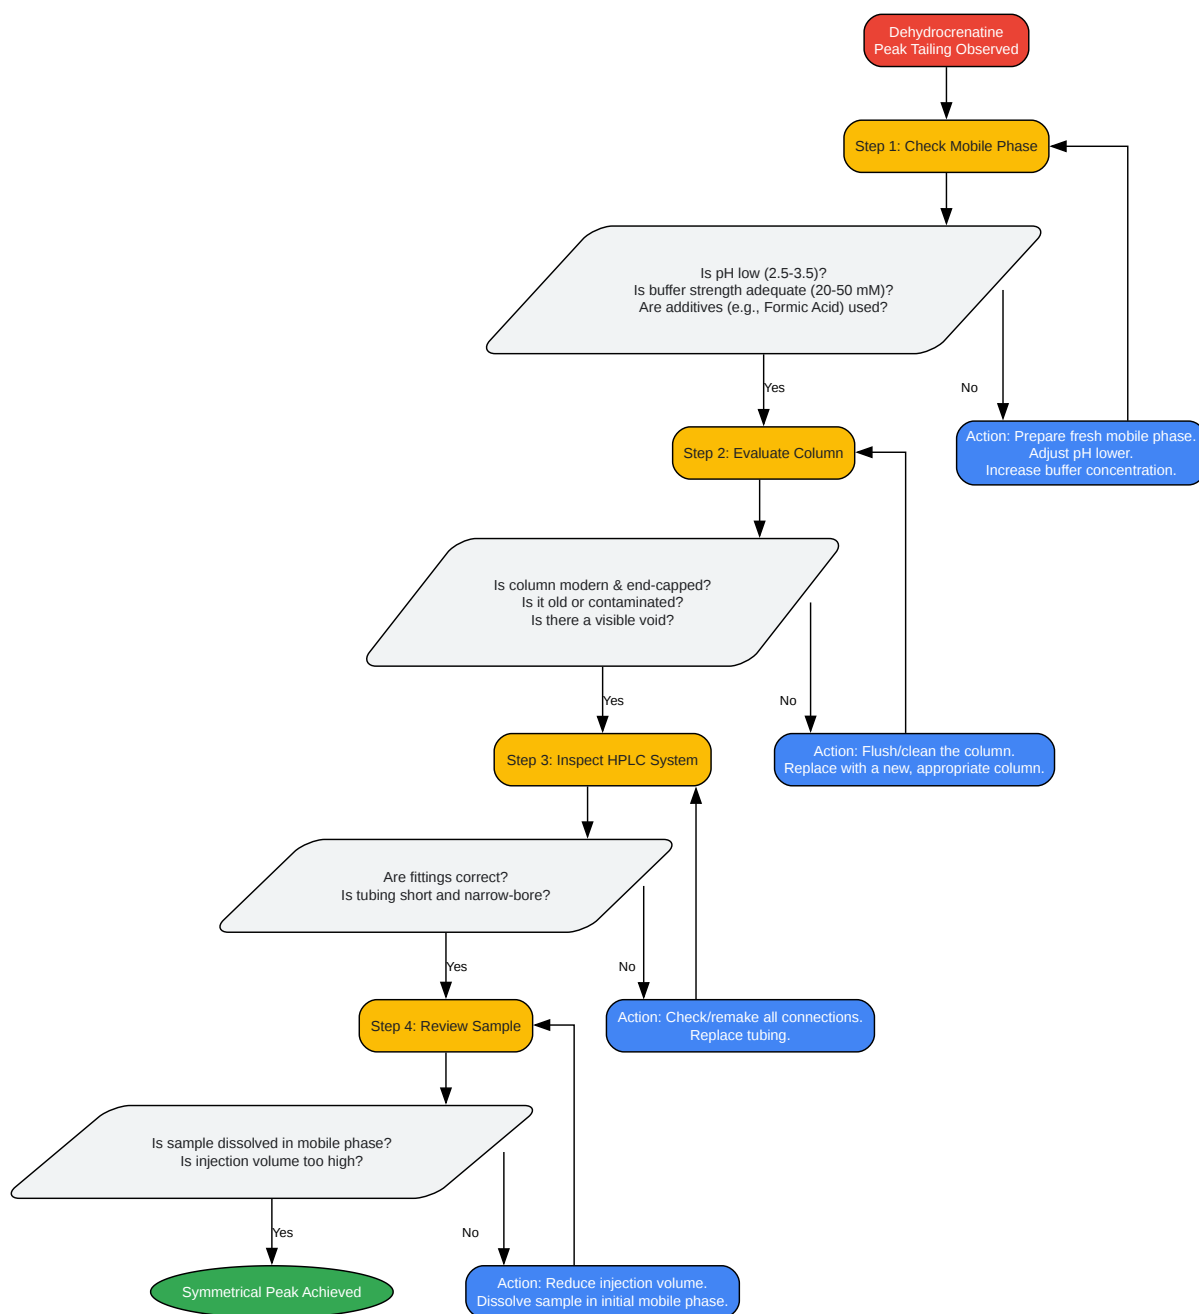 Dehydrocrenatine
Peak Tailing Observed
Step 1: Check Mobile Phase
Is pH low (2.5-3.5)?
Is buffer strength adequate (20-50 mM)?
Are additives (e.g., Formic Acid) used?
Yes
No
Action: Prepare fresh mobile phase.
Adjust pH lower.
Increase buffer concentration.
Step 2: Evaluate Column
Is column modern & end-capped?
Is it old or contaminated?
Is there a visible void?
Yes
No
Action: Flush/clean the column.
Replace with a new, appropriate column.
Step 3: Inspect HPLC System
Are fittings correct?
Is tubing short and narrow-bore?
Yes
No
Action: Check/remake all connections.
Replace tubing.
Step 4: Review Sample
Is sample dissolved in mobile phase?
Is injection volume too high?
Yes
No
Symmetrical Peak Achieved
Action: Reduce injection volume.
Dissolve sample in initial mobile phase.